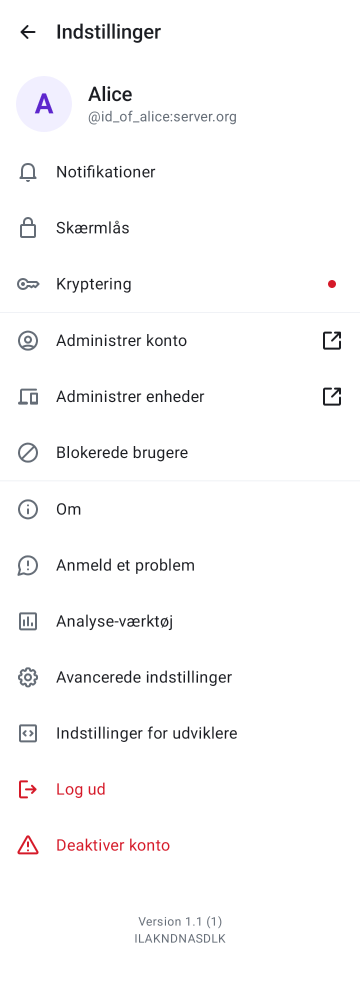 Indstillinger
A
Alice
@id_of_alice:server.org
Notifikationer
Skærmlås
Kryptering
Administrer konto
Administrer enheder
Blokerede brugere
Om
Anmeld et problem
Analyse-værktøj
Avancerede indstillinger
Indstillinger for udviklere
Log ud
Deaktiver konto
Version 1.1 (1)
ILAKNDNASDLK